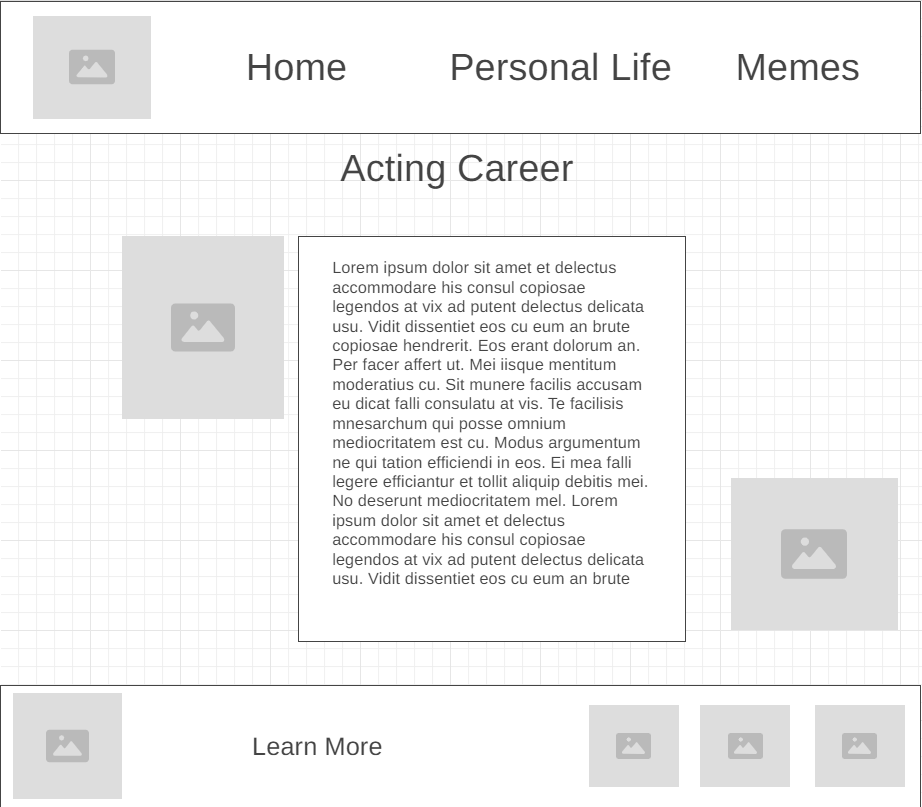 Home
Personal Life
Memes
Acting Career
Lorem ipsum dolor sit amet et delectus
accommodare his consul copiosae
legendos at vix ad putent delectus delicata
usu. Vidit dissentiet eos cu eum an brute
copiosae hendrerit. Eos erant dolorum an.
Per facer affert ut. Mei iisque mentitum
moderatius cu. Sit munere facilis accusam
eu dicat falli consulatu at vis. Te facilisis
mnesarchum qui posse omnium
mediocritatem est cu. Modus argumentum
ne qui tation efficiendi in eos. Ei mea falli
legere efficiantur et tollit aliquip debitis mei.
No deserunt mediocritatem mel. Lorem
ipsum dolor sit amet et delectus
accommodare his consul copiosae
legendos at vix ad putent delectus delicata
usu. Vidit dissentiet eos cu eum an brute
Learn More